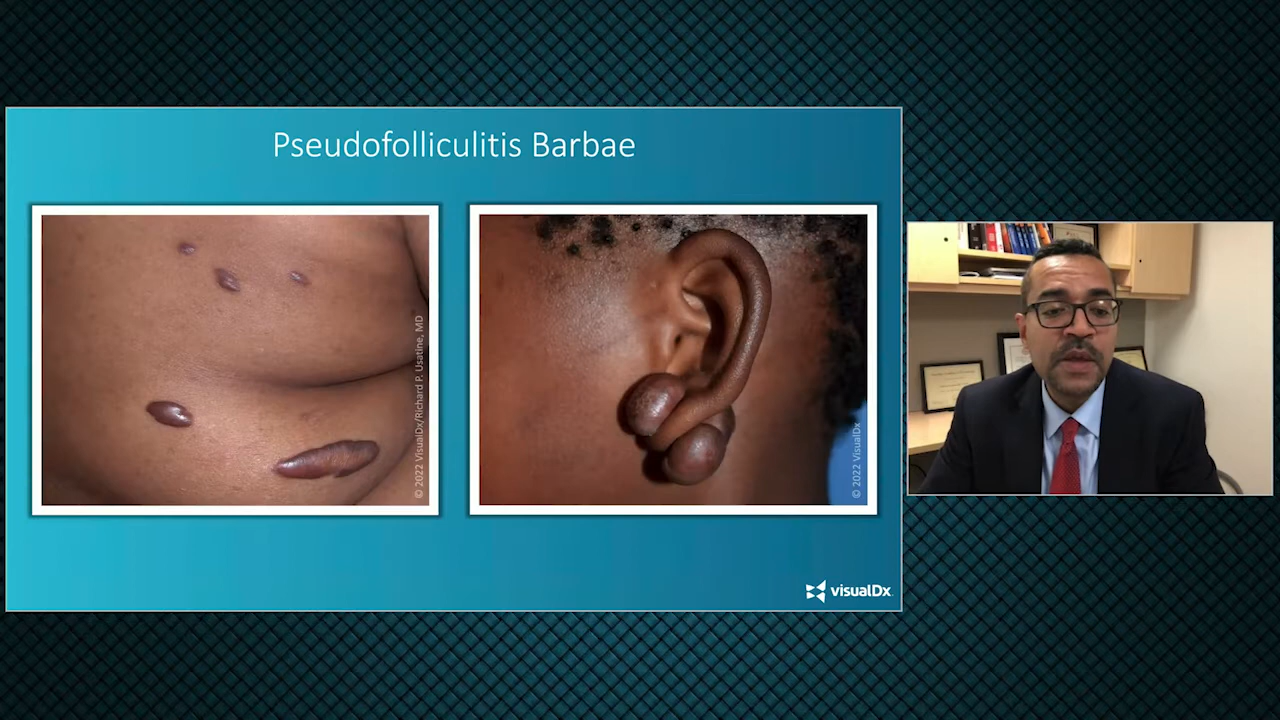 Pseudofolliculitis Barbae
© 2022 VisualDx/Richard P. Usatine, MD
© 2022 VisualDx
visualDx